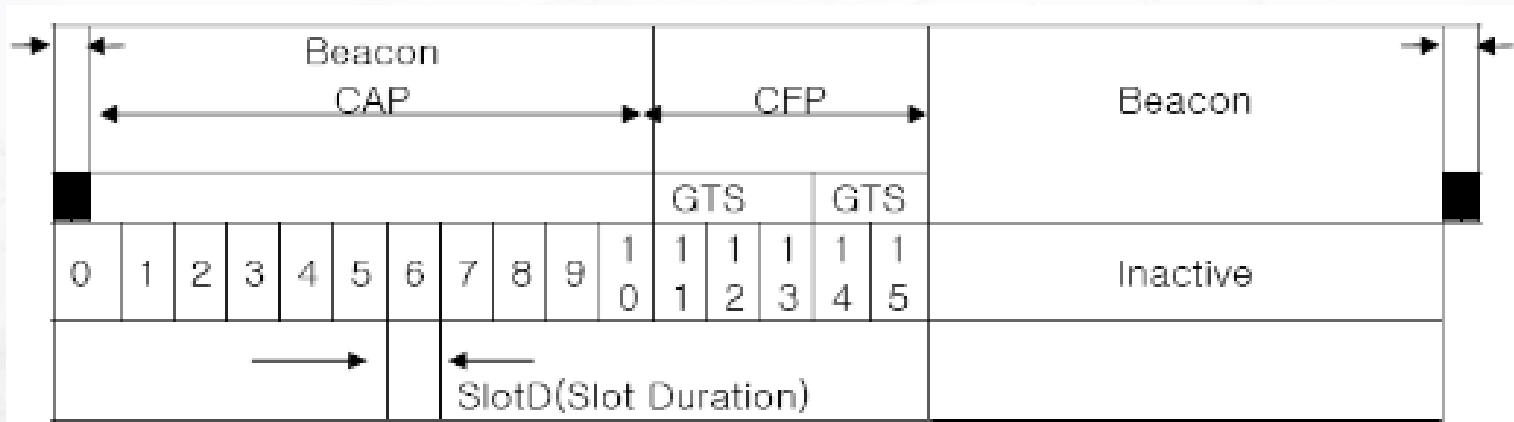 Beacon
CAP CFP Beacon
GTS GTS
0 1 2 3 4 5 6 7 8 9 10 11 12 13 14 15 Inactive
SlotD(Slot Duration)